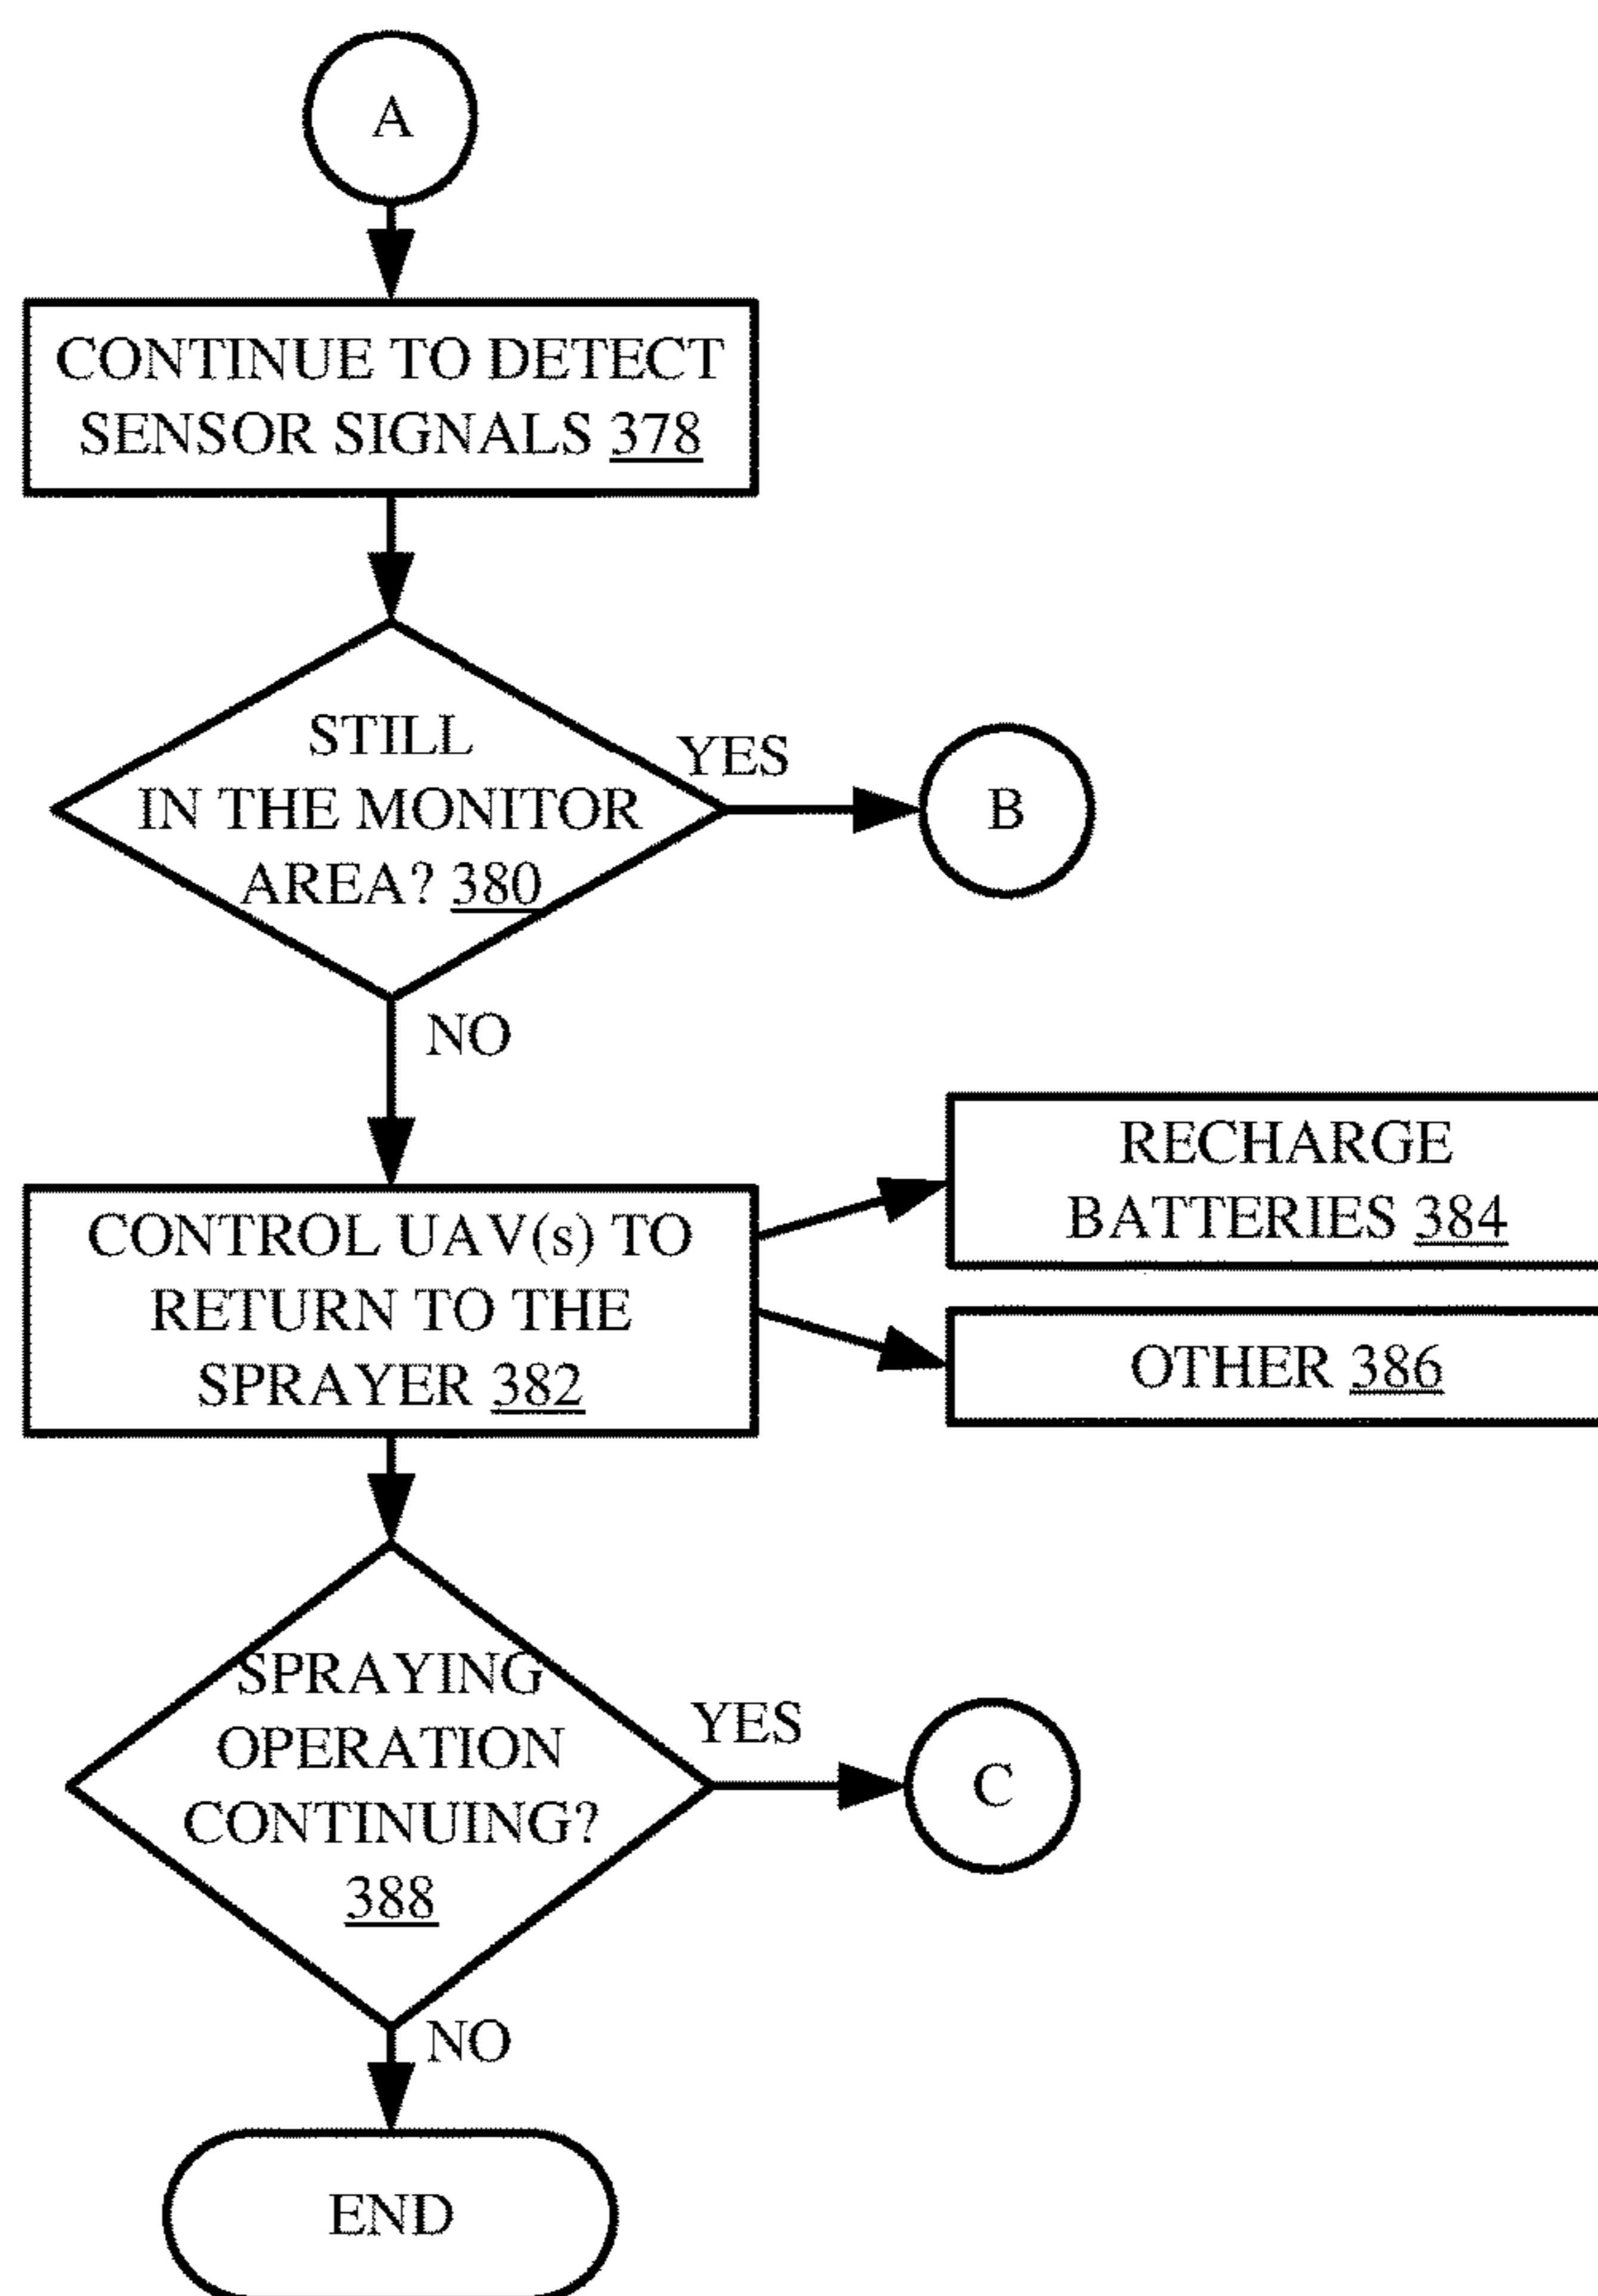 A
CONTINUE TO DETECT
SENSOR SIGNALS 378
STILL
IN THE MONITOR
AREA? 380
YES
B
NO
CONTROL UAV(s) TO
RETURN TO THE
SPRAYER 382
RECHARGE
BATTERIES 384
OTHER 386
SPRAYING
OPERATION
CONTINUING?
388
YES
C
NO
END